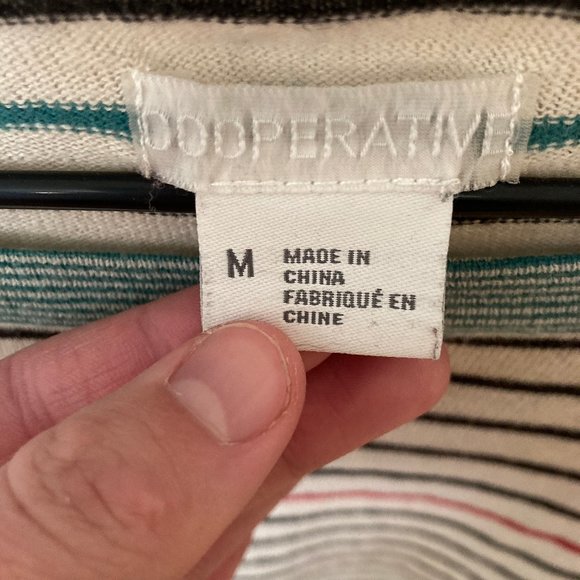 COOPERATIVE
M
MADE IN
CHINA
FABRIQUÉ EN
CHINE